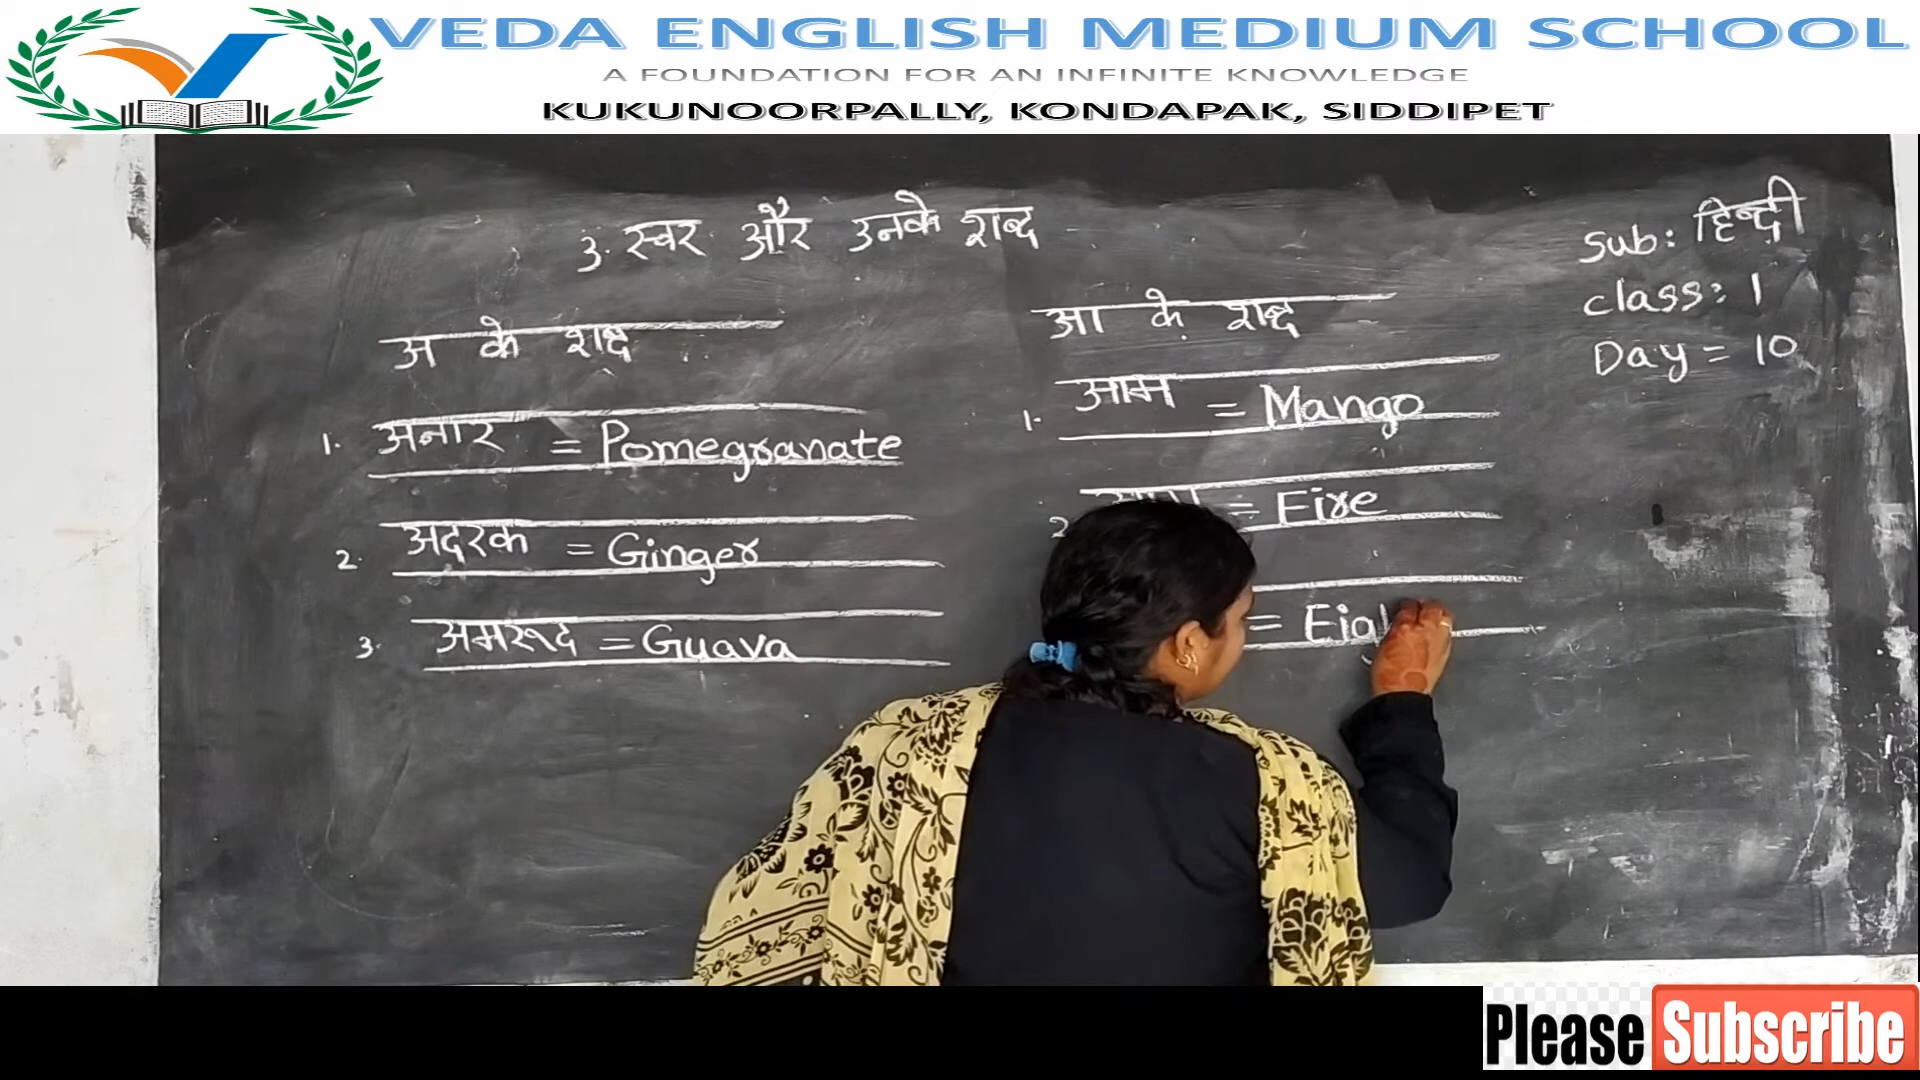 VEDA ENGLISH MEDIUM SCHOOL
A FOUNDATION FOR AN INFINITE KNOWLEDGE
KUKUNOORPALLY, KONDAPAK, SIDDIPET
3. स्वर और उनके शब्द
Sub: हिन्दी
Class: 1
Day = 10
अ के शब्द
1. अनार = Pomegranate
2. अदरक = Ginger
3. अमरूद = Guava
आ के शब्द
1. आम = Mango
2 = Fire
=
Please Subscribe